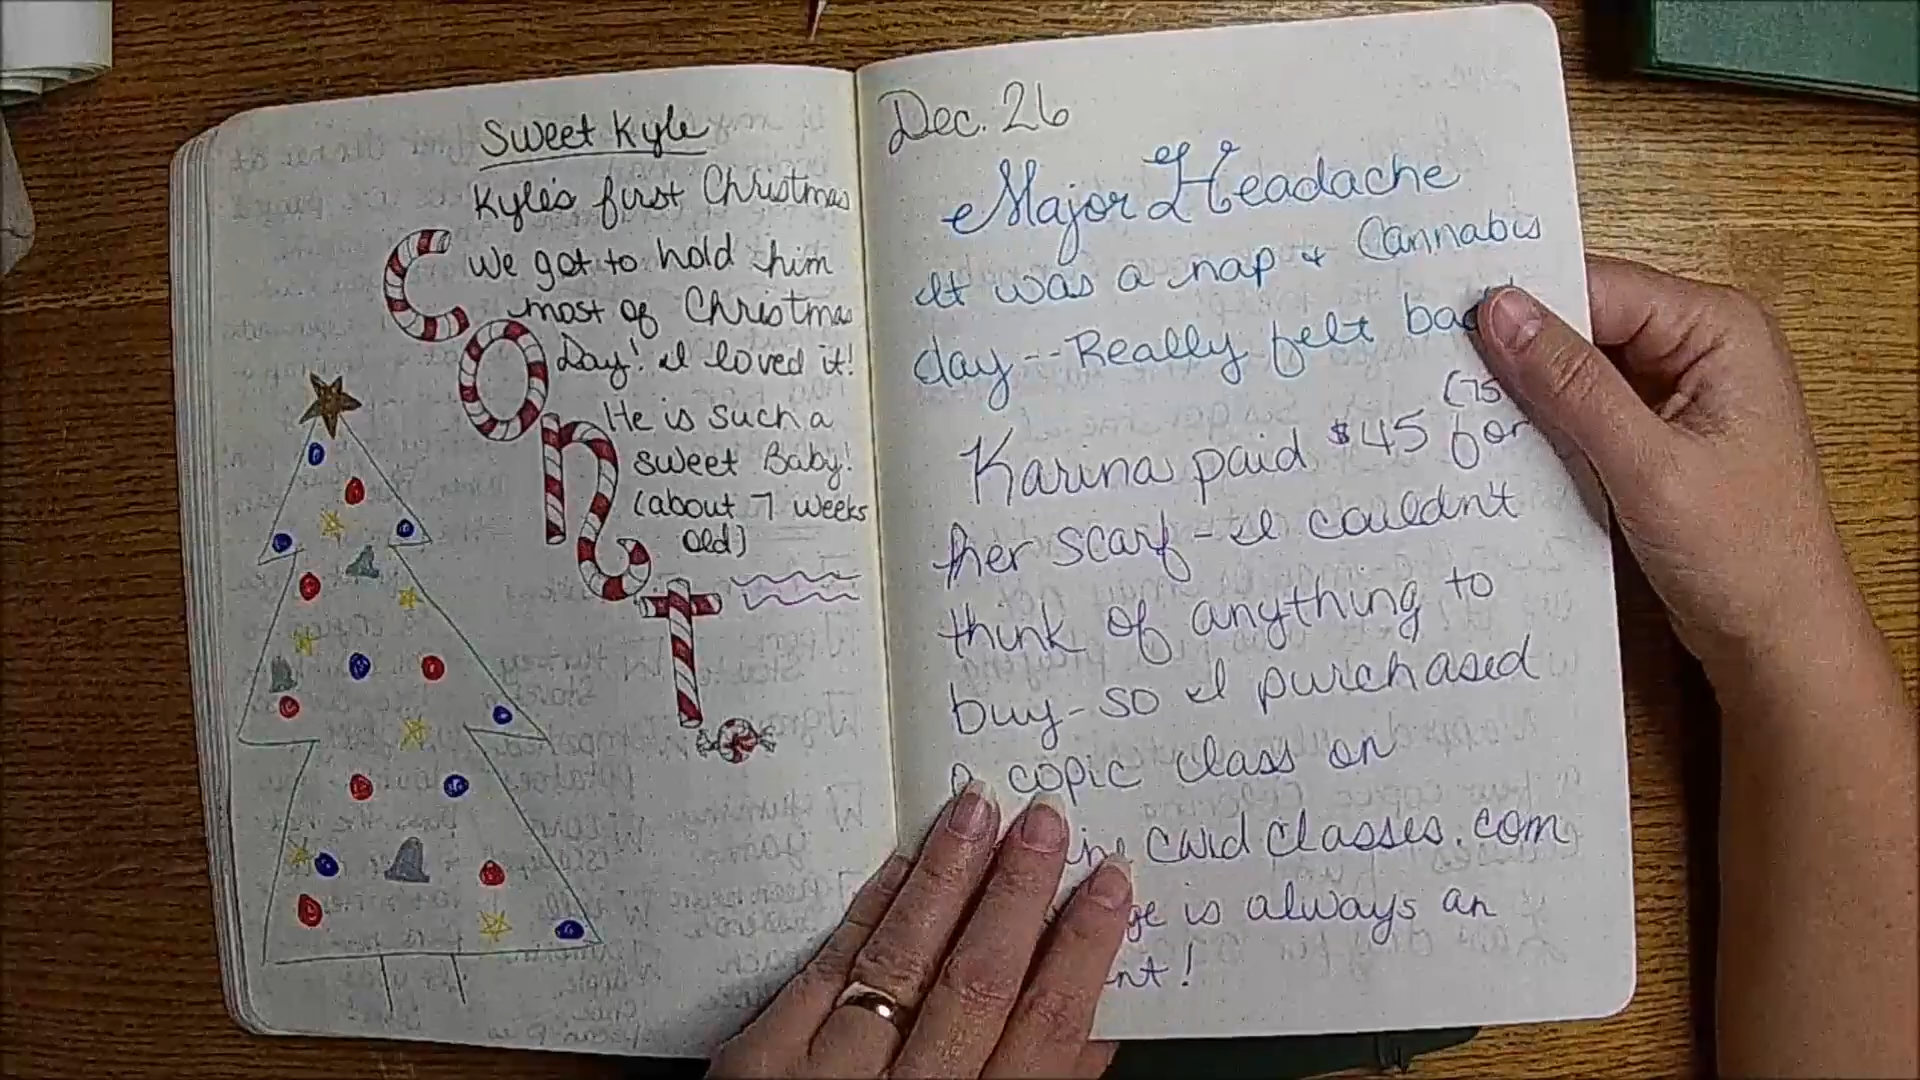 Sweet Kyle
Kyle's first Christmas
We got to hold him
most of Christmas
Day! I loved it!
He is such a
sweet Baby!
(about 7 weeks
old)
Cont
Dec. 26
Major Headache
It was a nap + Cannabis
day -- Really felt
(75
Karina paid $45 for
her scarf - I couldn't
think of anything to
buy - so I purchased
copic class on
card classes.com
is always an